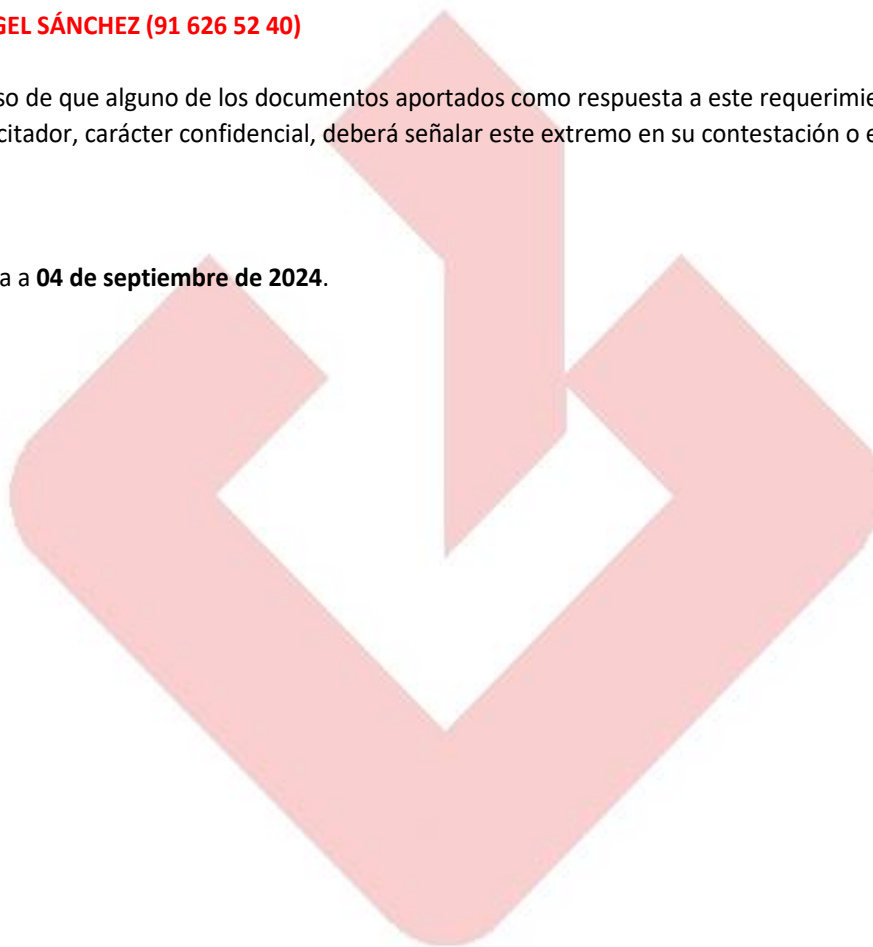 GEL SÁNCHEZ (91 626 52 40)
so de que alguno de los documentos aportados como respuesta a este requerimie
citador, carácter confidencial, deberá señalar este extremo en su contestación o e
a a 04 de septiembre de 2024.